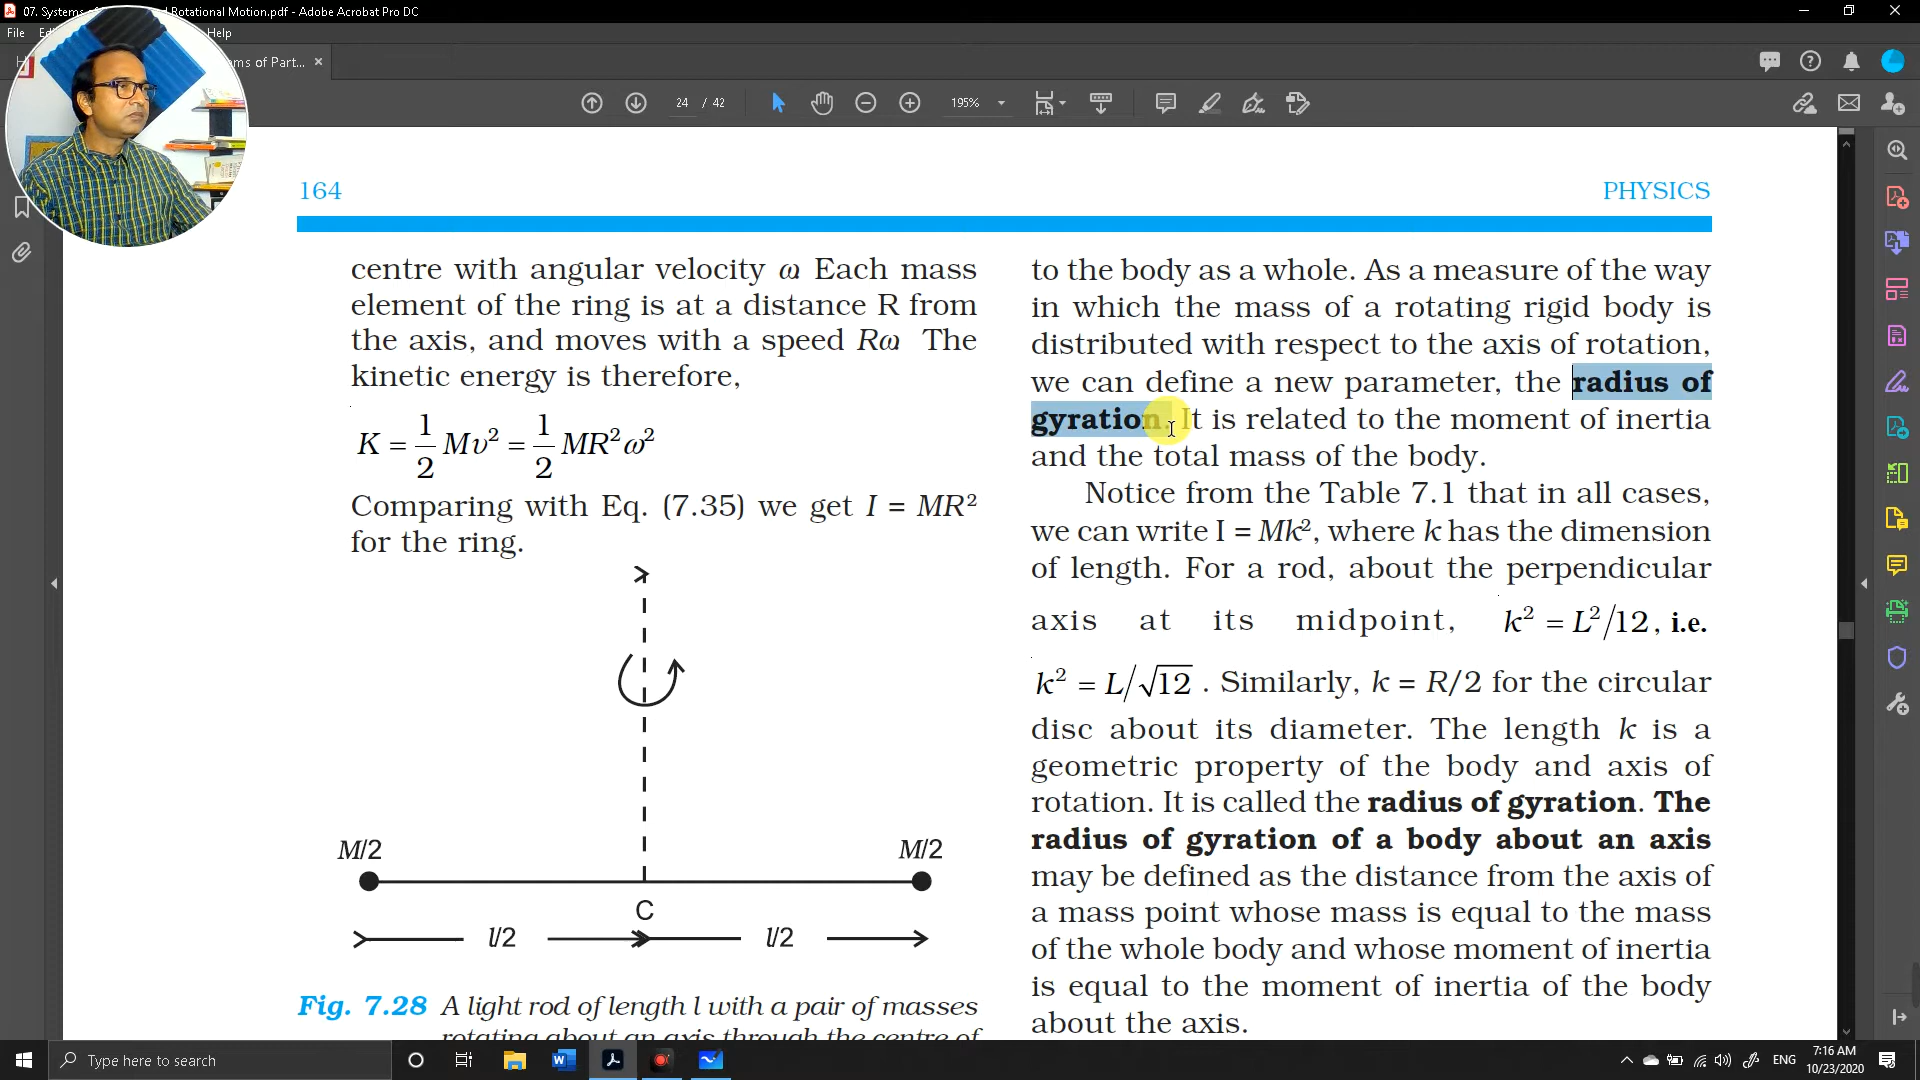 07. Systems of
d Rotational Motion.pdf - Adobe Acrobat Pro DC
File
Help
ms of Part...
24 / 42
195%
164
PHYSICS
centre with angular velocity ω. Each mass
element of the ring is at a distance R from
the axis, and moves with a speed Rω. The
kinetic energy is therefore,
K = 1/2 Mυ² = 1/2 MR²ω²
Comparing with Eq. (7.35) we get I = MR²
for the ring.
M/2
M/2
C
l/2
l/2
Fig. 7.28 A light rod of length l with a pair of masses
rotating about an axis through the centre of
to the body as a whole. As a measure of the way
in which the mass of a rotating rigid body is
distributed with respect to the axis of rotation,
we can define a new parameter, the radius of
gyration. It is related to the moment of inertia
and the total mass of the body.
Notice from the Table 7.1 that in all cases,
we can write I = Mk², where k has the dimension
of length. For a rod, about the perpendicular
axis at its midpoint, k² = L²/12, i.e.
k² = L/√12. Similarly, k = R/2 for the circular
disc about its diameter. The length k is a
geometric property of the body and axis of
rotation. It is called the radius of gyration. The
radius of gyration of a body about an axis
may be defined as the distance from the axis of
a mass point whose mass is equal to the mass
of the whole body and whose moment of inertia
is equal to the moment of inertia of the body
about the axis.
Type here to search
ENG
7:16 AM
10/23/2020